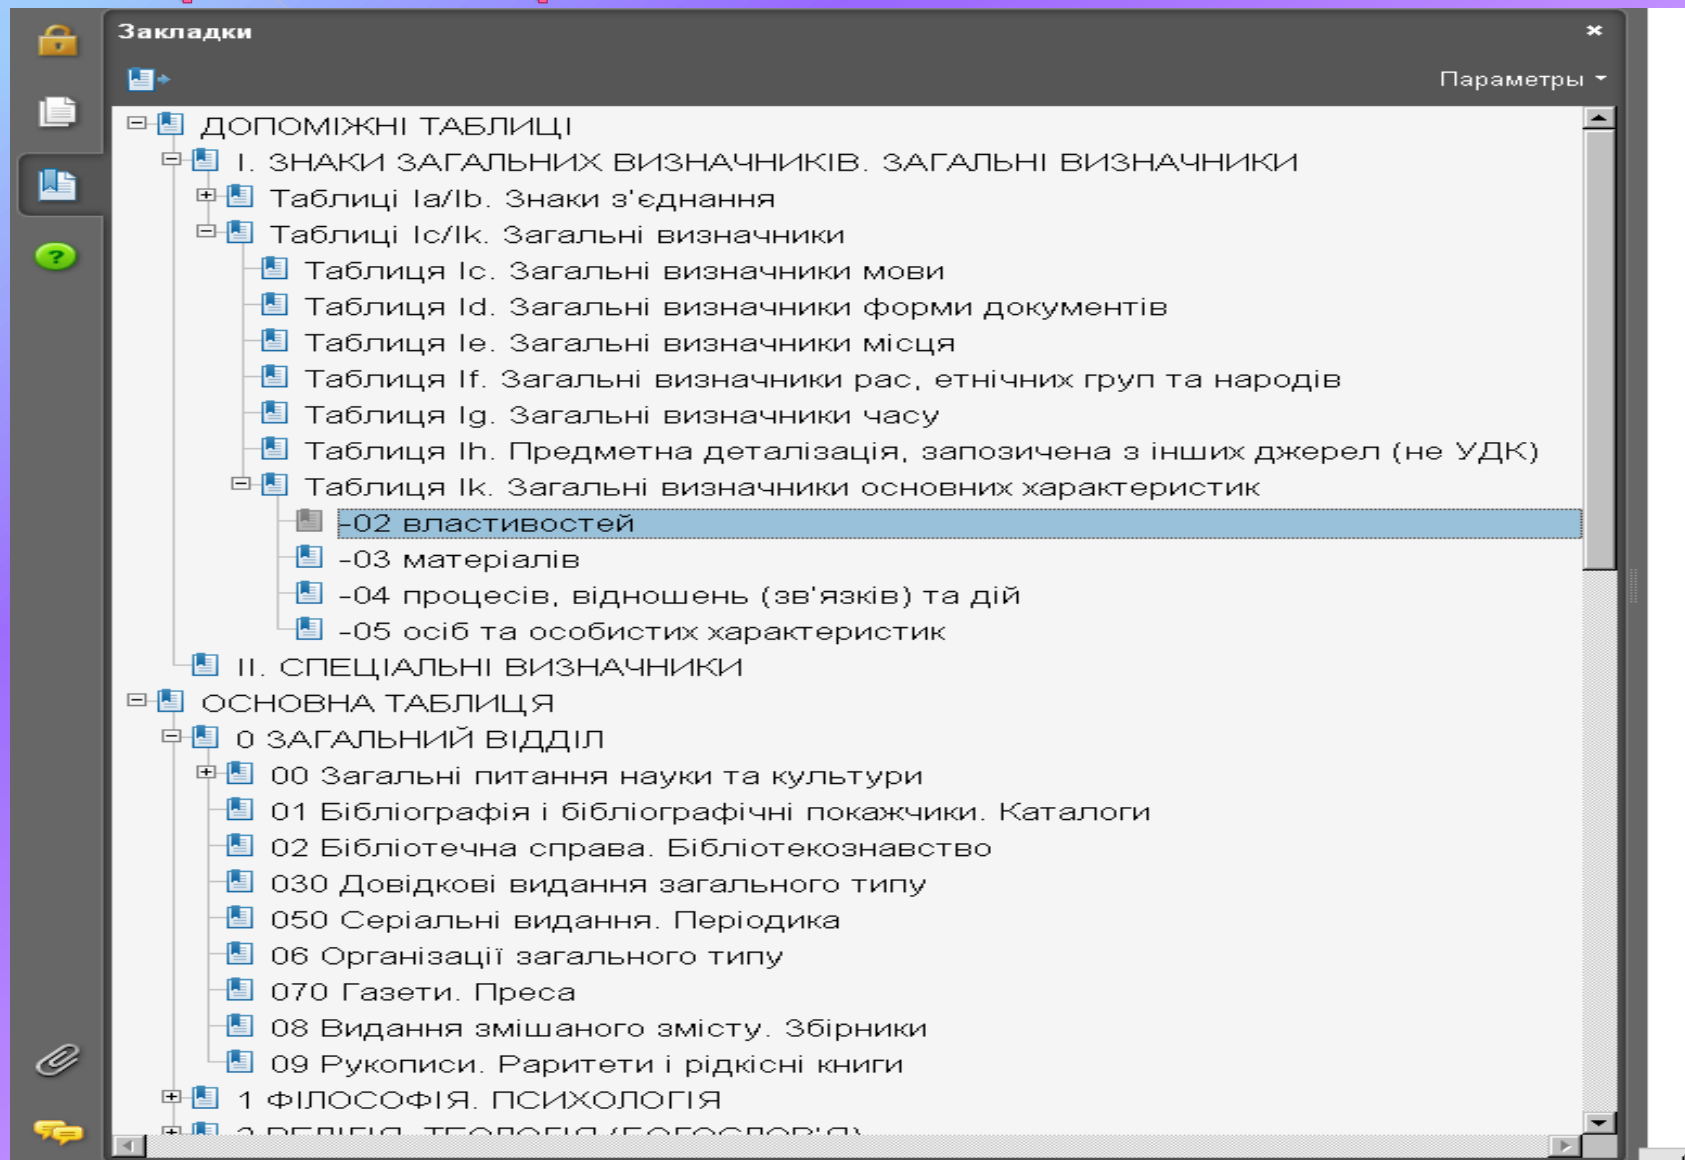 Закладки
Параметры
ДОПОМІЖНІ ТАБЛИЦІ
І. ЗНАКИ ЗАГАЛЬНИХ ВИЗНАЧНИКІВ. ЗАГАЛЬНІ ВИЗНАЧНИКИ
Таблиці Ia/Ib. Знаки з'єднання
Таблиці Ic/Ik. Загальні визначники
Таблиця Ic. Загальні визначники мови
Таблиця Id. Загальні визначники форми документів
Таблиця Ie. Загальні визначники місця
Таблиця If. Загальні визначники рас, етнічних груп та народів
Таблиця Ig. Загальні визначники часу
Таблиця Ih. Предметна деталізація, запозичена з інших джерел (не УДК)
Таблиця Ik. Загальні визначники основних характеристик
-02 властивостей
-03 матеріалів
-04 процесів, відношень (зв'язків) та дій
-05 осіб та особистих характеристик
ІІ. СПЕЦІАЛЬНІ ВИЗНАЧНИКИ
ОСНОВНА ТАБЛИЦЯ
0 ЗАГАЛЬНИЙ ВІДДІЛ
00 Загальні питання науки та культури
01 Бібліографія і бібліографічні покажчики. Каталоги
02 Бібліотечна справа. Бібліотекознавство
030 Довідкові видання загального типу
050 Серіальні видання. Періодика
06 Організації загального типу
070 Газети. Преса
08 Видання змішаного змісту. Збірники
09 Рукописи. Раритети і рідкісні книги
1 ФІЛОСОФІЯ. ПСИХОЛОГІЯ
2 РЕЛІГІЯ. ТЕОЛОГІЯ (БОГОСЛОВ'Я)